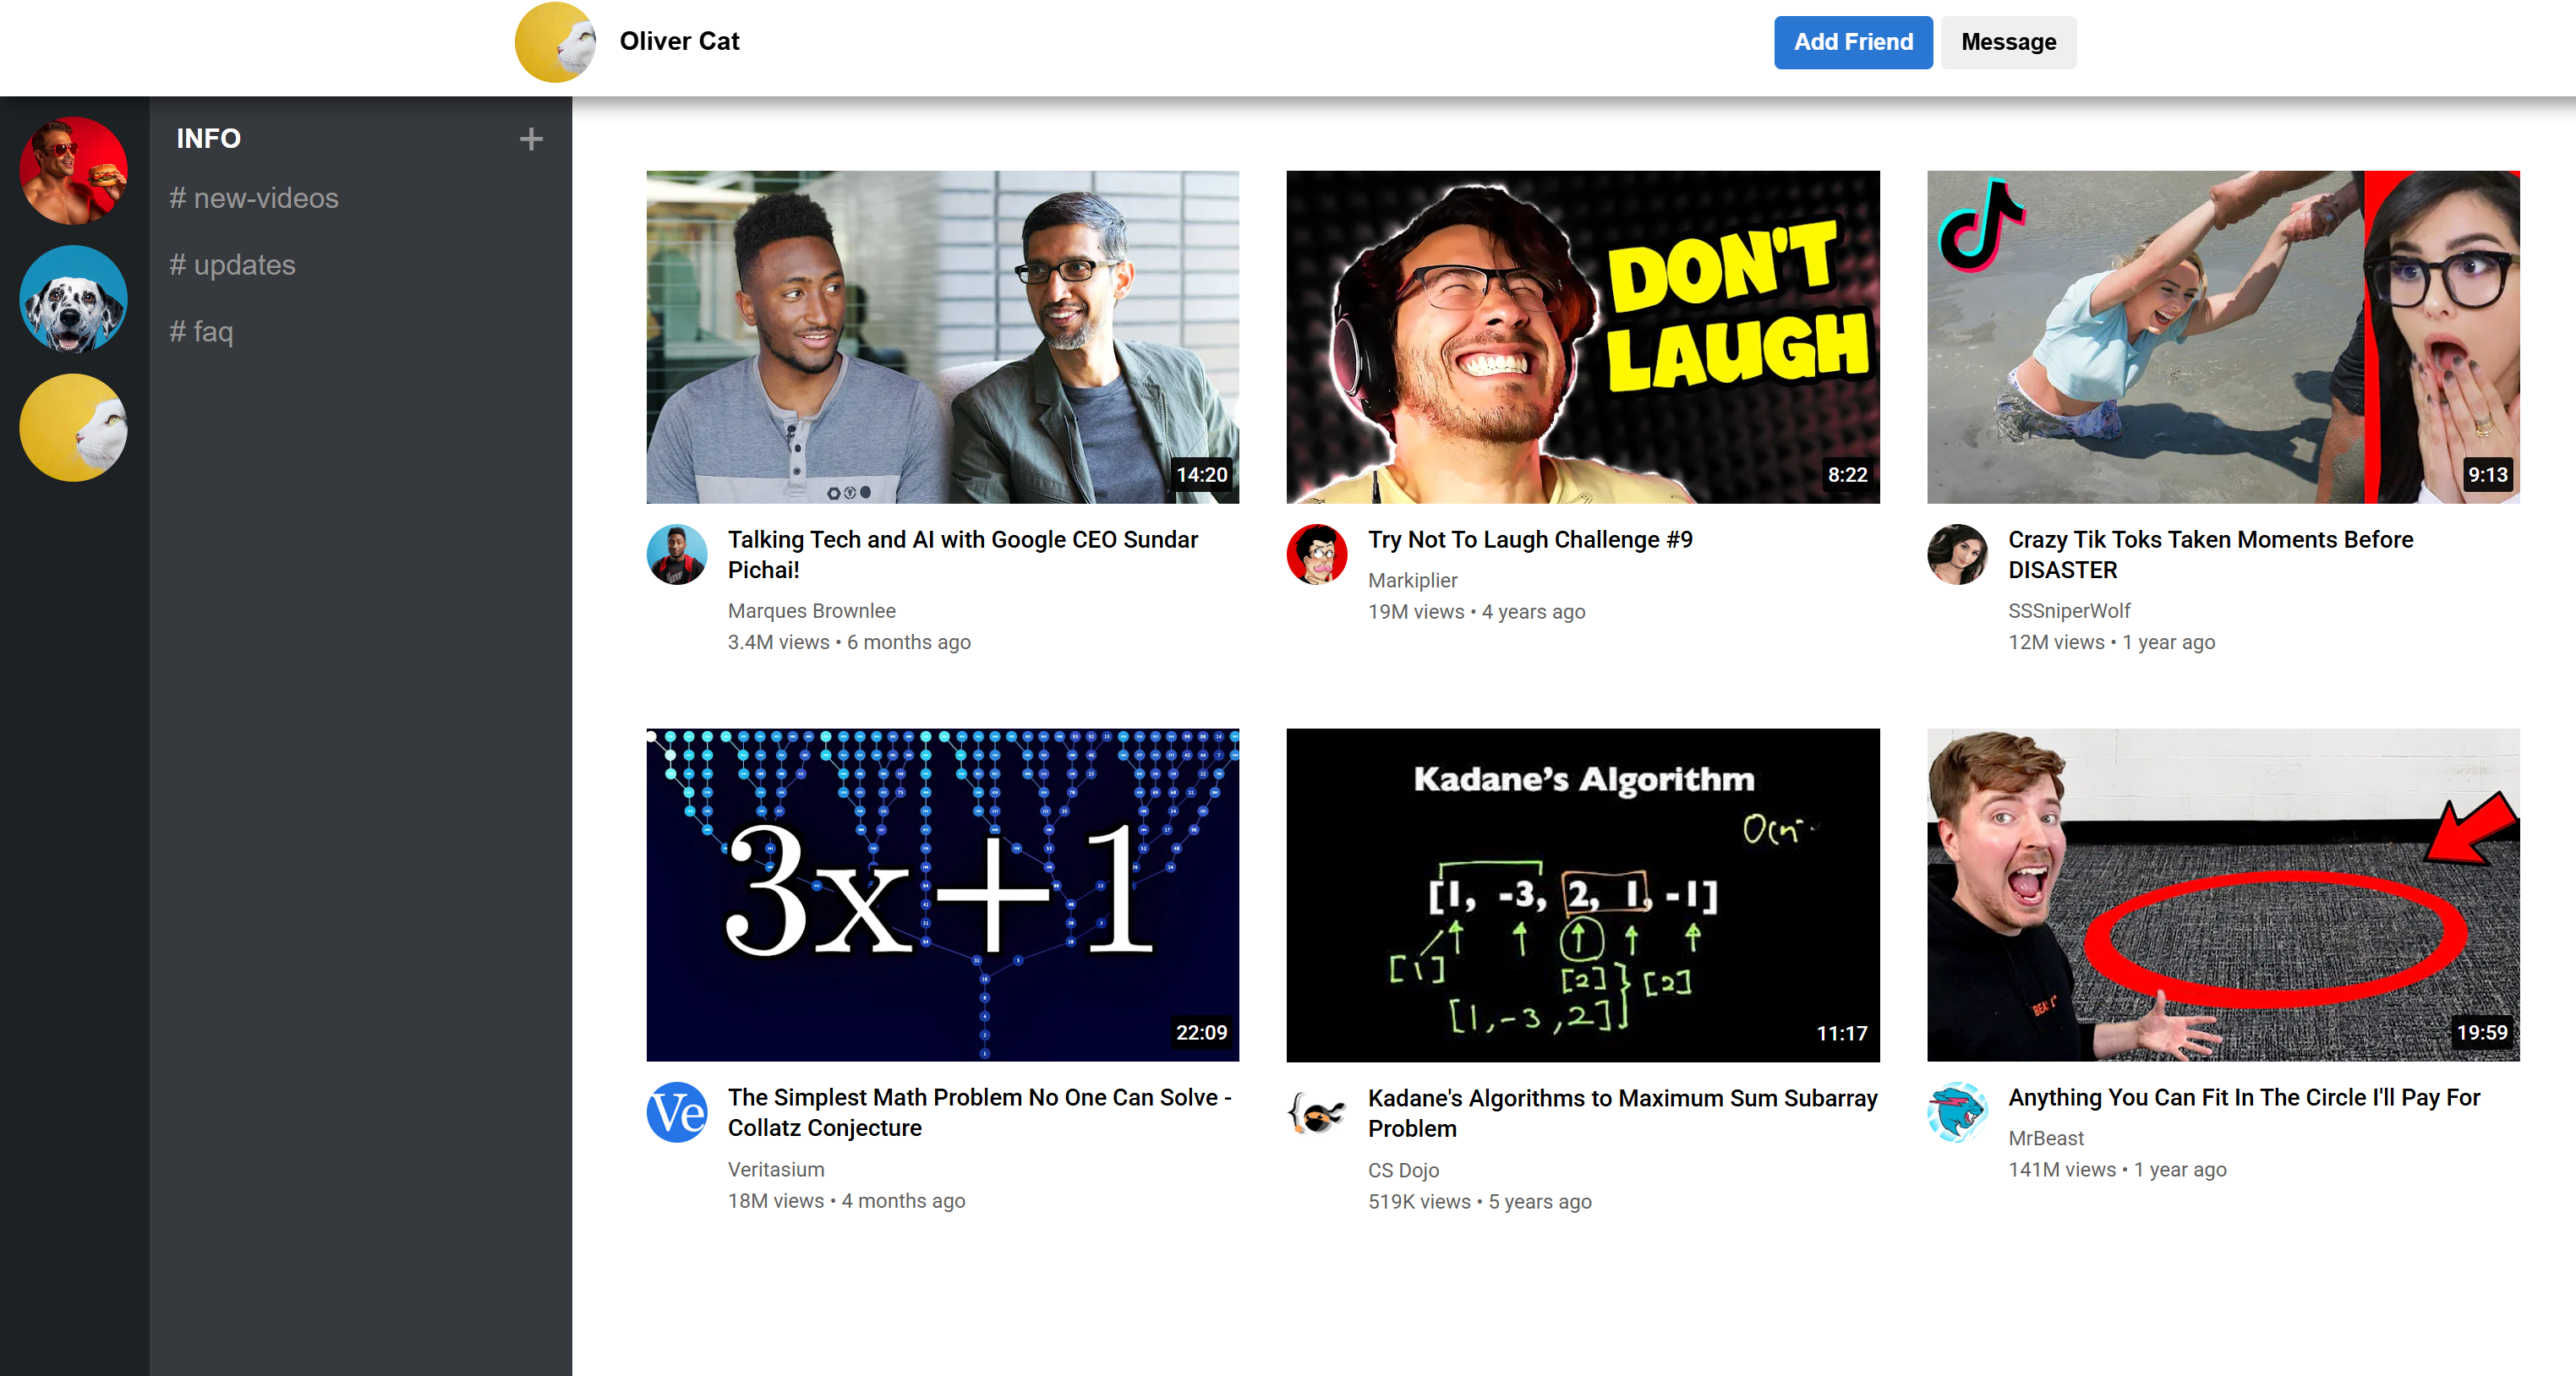 Oliver Cat
Add Friend
Message
INFO
+
# new-videos
# updates
# faq
14:20
Talking Tech and AI with Google CEO Sundar
Pichai!
Marques Brownlee
3.4M views • 6 months ago
DON'T
LAUGH
8:22
Try Not To Laugh Challenge #9
Markiplier
19M views • 4 years ago
9:13
Crazy Tik Toks Taken Moments Before
DISASTER
SSSniperWolf
12M views • 1 year ago
3x+1
22:09
Ve
The Simplest Math Problem No One Can Solve -
Collatz Conjecture
Veritasium
18M views • 4 months ago
Kadane's Algorithm
[1, -3, 2, 1, -1]
[1]
[2] } [2]
[1,-3,2]
11:17
Kadane's Algorithms to Maximum Sum Subarray
Problem
CS Dojo
519K views • 5 years ago
19:59
Anything You Can Fit In The Circle I'll Pay For
MrBeast
141M views • 1 year ago